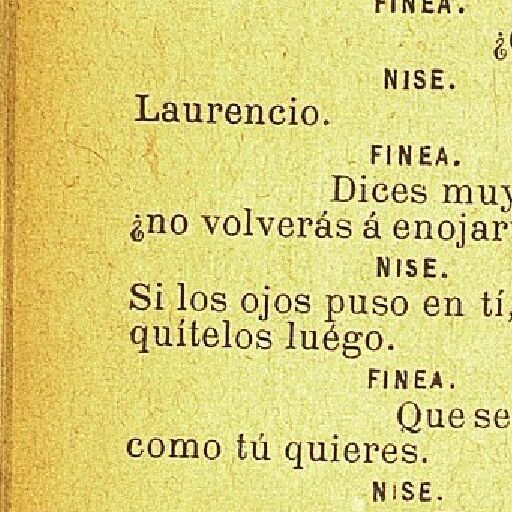 FINEA.
¿
NISE.
Laurencio.
FINEA.
Dices muy
¿no volverás á enojar
NISE.
Si los ojos puso en tí,
quítelos luégo.
FINEA.
Que se
como tú quieres.
NISE.